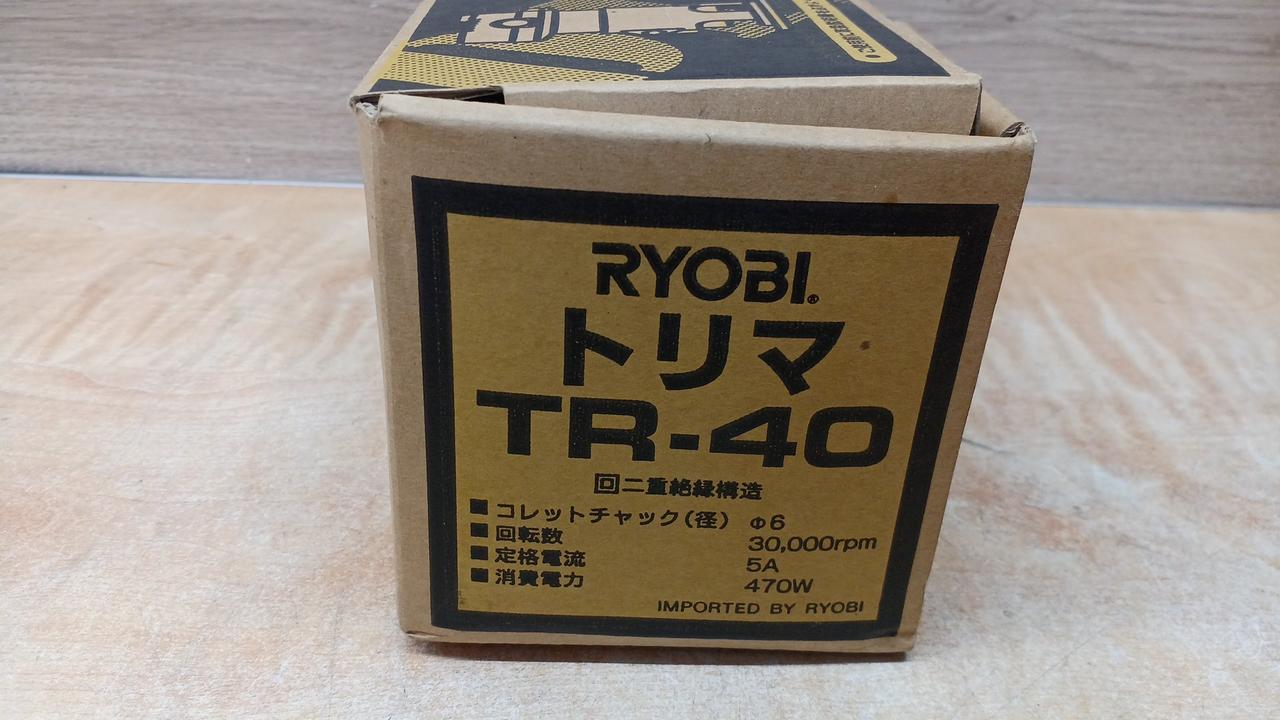 RYOBI®
トリマ
TR-40
回二重絶縁構造
■コレットチャック(径) φ6
■回転数 30,000rpm
■定格電流 5A
■消費電力 470W
IMPORTED BY RYOBI